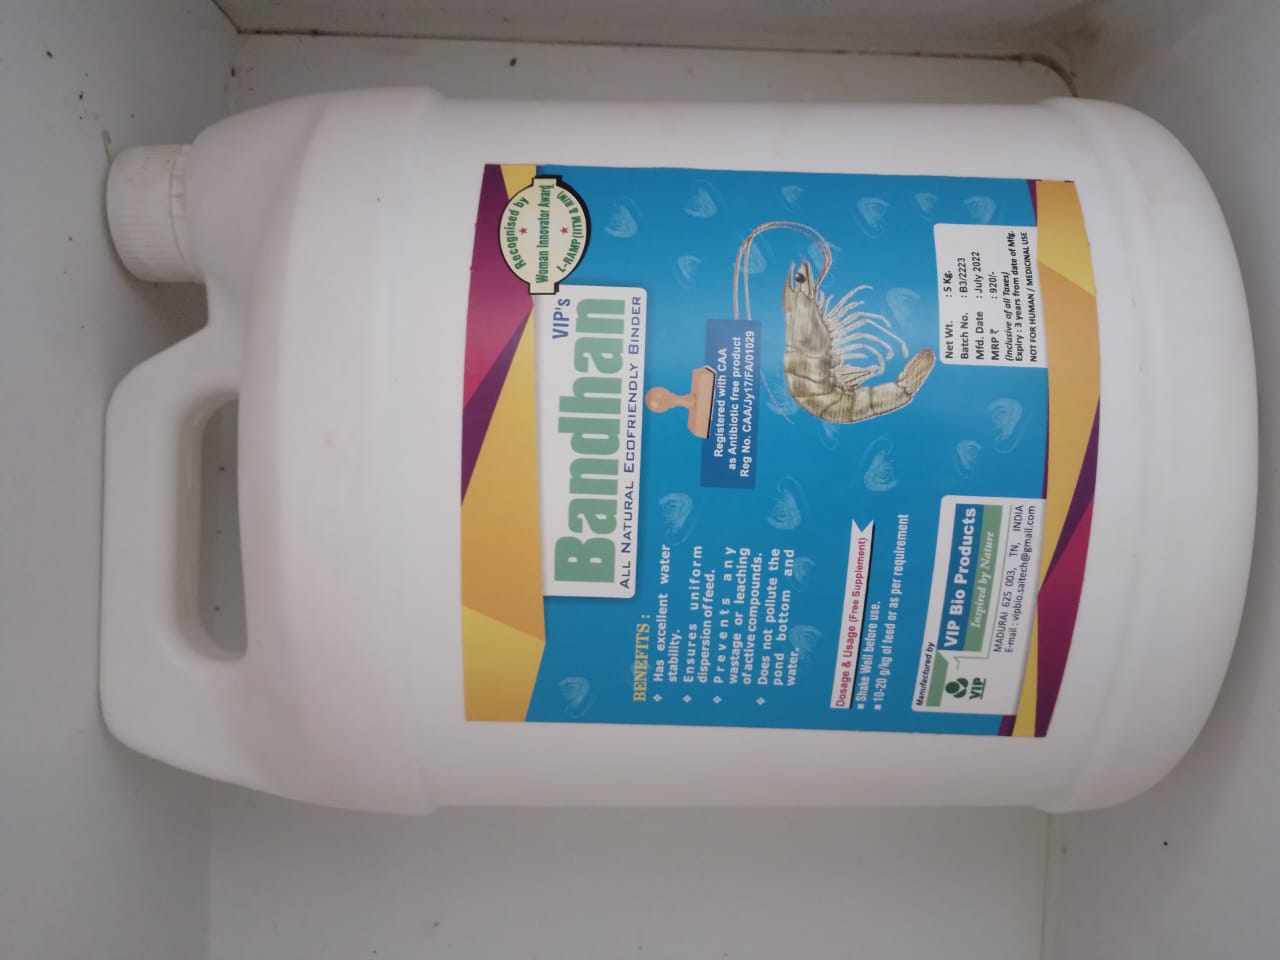 Recognised by
Woman Innovator Award
L-RAMP (IITM & RIN)
VIP's
Bandhan
ALL NATURAL ECOFRIENDLY BINDER
BENEFITS :
❖ Has excellent water
stability.
❖ Ensures uniform
dispersion of feed.
❖ Prevents any
wastage or leaching
of active compounds.
❖ Does not pollute the
pond bottom and
water.
Registered with CAA
as Antibiotic free product
Reg No. CAA/Jy17/FA/01029
Dosage & Usage (Free Supplement)
▪ Shake Well before use.
▪ 10-20 g/kg of feed or as per requirement
Manufactured by
VIP
VIP Bio Products
Inspired by Nature
MADURAI 625 003, TN, INDIA
E-mail : vipbio.saitech@gmail.com
Net Wt. : 5 Kg.
Batch No. : B3/2223
Mfd. Date : July 2022
MRP ₹ : 920/-
(Inclusive of all Taxes)
Expiry : 3 years from date of Mfg.
NOT FOR HUMAN / MEDICINAL USE